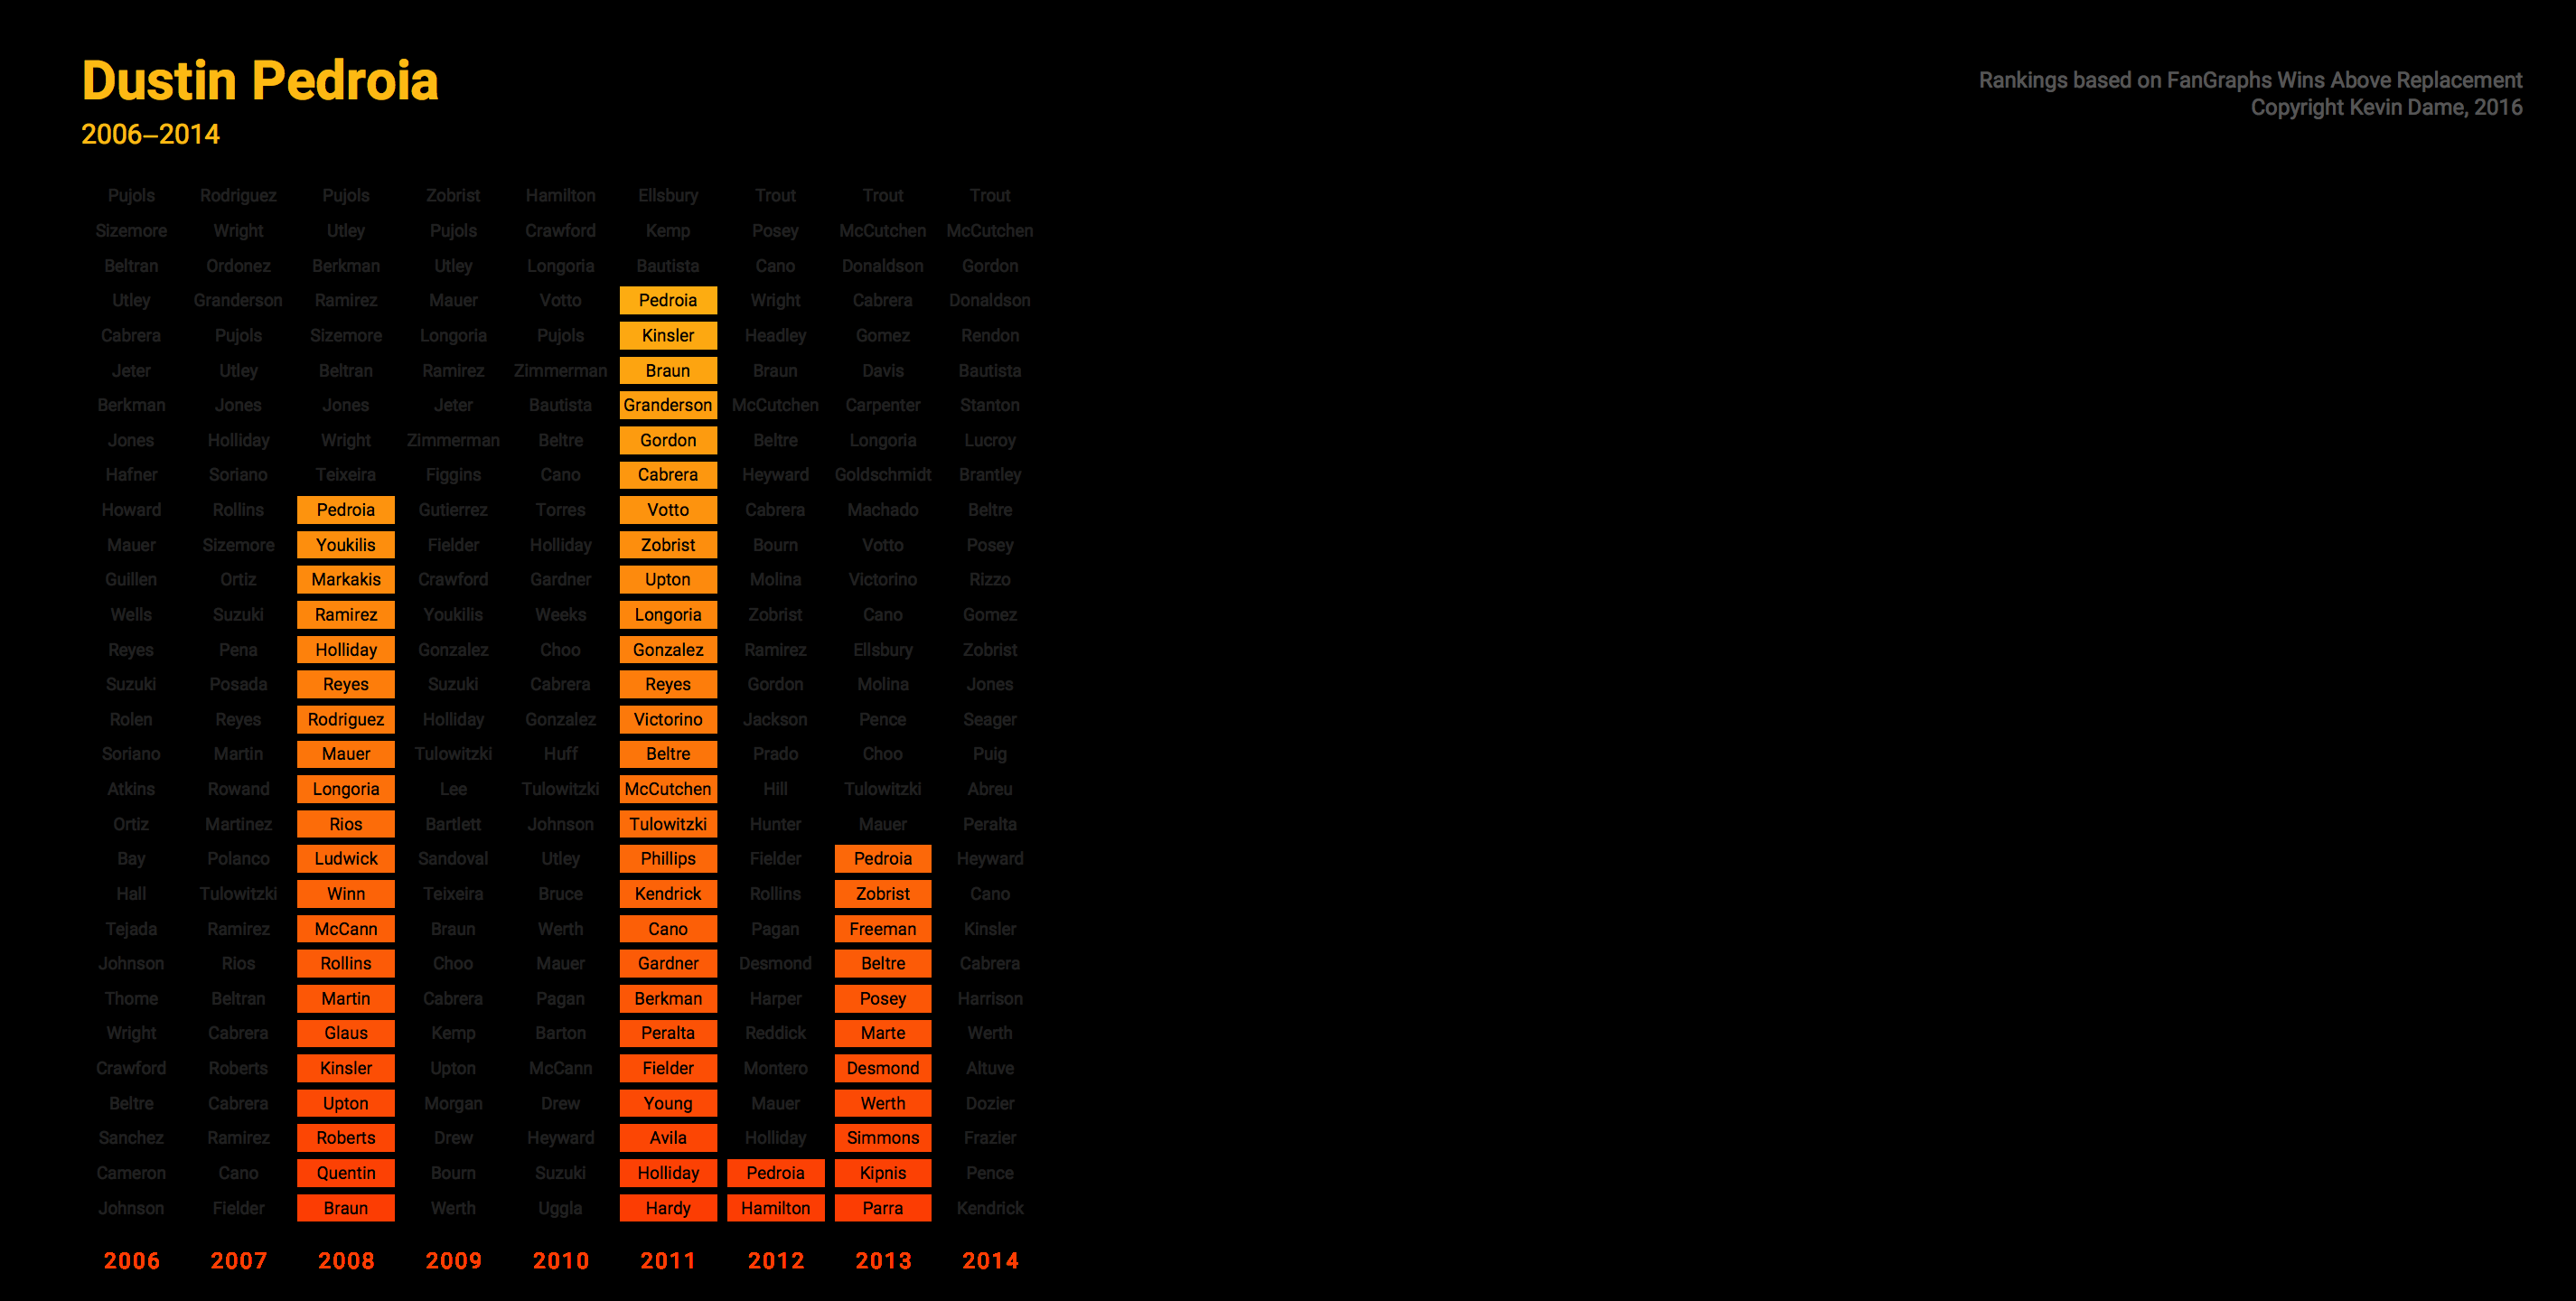 Dustin Pedroia
2006–2014
Rankings based on FanGraphs Wins Above Replacement
Copyright Kevin Dame, 2016
Pujols Rodriguez Pujols Zobrist Hamilton Ellsbury Trout Trout Trout
Sizemore Wright Utley Pujols Crawford Kemp Posey McCutchen McCutchen
Beltran Ordonez Berkman Utley Longoria Bautista Cano Donaldson Gordon
Utley Granderson Ramirez Mauer Votto Pedroia Wright Cabrera Donaldson
Cabrera Pujols Sizemore Longoria Pujols Kinsler Headley Gomez Rendon
Jeter Utley Beltran Ramirez Zimmerman Braun Braun Davis Bautista
Berkman Jones Jones Jeter Bautista Granderson McCutchen Carpenter Stanton
Jones Holliday Wright Zimmerman Beltre Gordon Beltre Longoria Lucroy
Hafner Soriano Teixeira Figgins Cano Cabrera Heyward Goldschmidt Brantley
Howard Rollins Pedroia Gutierrez Torres Votto Cabrera Machado Beltre
Mauer Sizemore Youkilis Fielder Holliday Zobrist Bourn Votto Posey
Guillen Ortiz Markakis Crawford Gardner Upton Molina Victorino Rizzo
Wells Suzuki Ramirez Youkilis Weeks Longoria Zobrist Cano Gomez
Reyes Pena Holliday Gonzalez Choo Gonzalez Ramirez Ellsbury Zobrist
Suzuki Posada Reyes Suzuki Cabrera Reyes Gordon Molina Jones
Rolen Reyes Rodriguez Holliday Gonzalez Victorino Jackson Pence Seager
Soriano Martin Mauer Tulowitzki Huff Beltre Prado Choo Puig
Atkins Rowand Longoria Lee Tulowitzki McCutchen Hill Tulowitzki Abreu
Ortiz Martinez Rios Bartlett Johnson Tulowitzki Hunter Mauer Peralta
Bay Polanco Ludwick Sandoval Utley Phillips Fielder Pedroia Heyward
Hall Tulowitzki Winn Teixeira Bruce Kendrick Rollins Zobrist Cano
Tejada Ramirez McCann Braun Werth Cano Pagan Freeman Kinsler
Johnson Rios Rollins Choo Mauer Gardner Desmond Beltre Cabrera
Thome Beltran Martin Cabrera Pagan Berkman Harper Posey Harrison
Wright Cabrera Glaus Kemp Barton Peralta Reddick Marte Werth
Crawford Roberts Kinsler Upton McCann Fielder Montero Desmond Altuve
Beltre Cabrera Upton Morgan Drew Young Mauer Werth Dozier
Sanchez Ramirez Roberts Drew Heyward Avila Holliday Simmons Frazier
Cameron Cano Quentin Bourn Suzuki Holliday Pedroia Kipnis Pence
Johnson Fielder Braun Werth Uggla Hardy Hamilton Parra Kendrick
2006 2007 2008 2009 2010 2011 2012 2013 2014